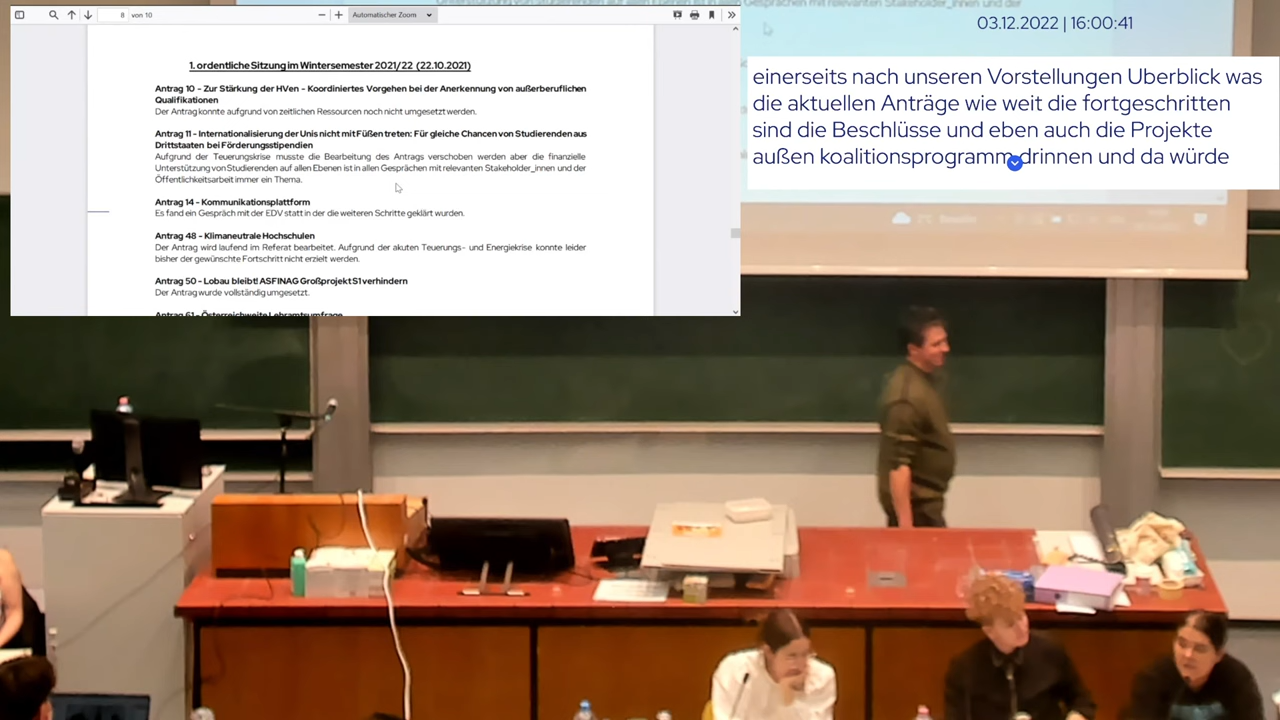 8 von 10
Automatischer Zoom
03.12.2022 | 16:00:41
einerseits nach unseren Vorstellungen Uberblick was
die aktuellen Anträge wie weit die fortgeschritten
sind die Beschlüsse und eben auch die Projekte
außen koalitionsprogramm drinnen und da würde
1. ordentliche Sitzung im Wintersemester 2021/22 (22.10.2021)
Antrag 10 - Zur Stärkung der HVen - Koordiniertes Vorgehen bei der Anerkennung von außerberuflichen
Qualifikationen
Der Antrag konnte aufgrund von zeitlichen Ressourcen noch nicht umgesetzt werden.
Antrag 11 - Internationalisierung der Unis nicht mit Füßen treten: Für gleiche Chancen von Studierenden aus
Drittstaaten bei Förderungsstipendien
Aufgrund der Teuerungskrise musste die Bearbeitung des Antrags verschoben werden aber die finanzielle
Unterstützung von Studierenden auf allen Ebenen ist in allen Gesprächen mit relevanten Stakeholder_innen und der
Öffentlichkeitsarbeit immer ein Thema.
Antrag 14 - Kommunikationsplattform
Es fand ein Gespräch mit der EDV statt in der die weiteren Schritte geklärt wurden.
Antrag 48 - Klimaneutrale Hochschulen
Der Antrag wird laufend im Referat bearbeitet. Aufgrund der akuten Teuerungs- und Energiekrise konnte leider
bisher der gewünschte Fortschritt nicht erzielt werden.
Antrag 50 - Lobau bleibt! ASFINAG Großprojekt S1 verhindern
Der Antrag wurde vollständig umgesetzt.
Antrag 61 - Österreichweite Lehramtsumfrage